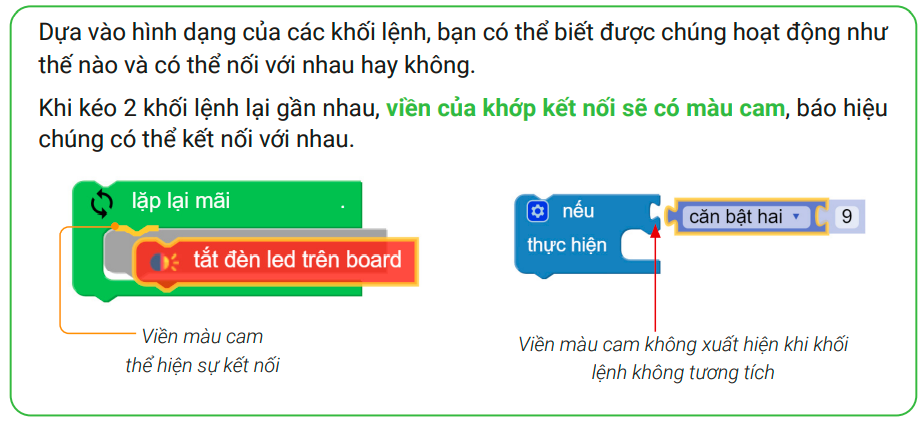 Dựa vào hình dạng của các khối lệnh, bạn có thể biết được chúng hoạt động như
thế nào và có thể nối với nhau hay không.
Khi kéo 2 khối lệnh lại gần nhau, viền của khớp kết nối sẽ có màu cam, báo hiệu
chúng có thể kết nối với nhau.
lặp lại mãi .
tắt đèn led trên board
Viền màu cam
thể hiện sự kết nối
nếu
căn bật hai
9
thực hiện
Viền màu cam không xuất hiện khi khối
lệnh không tương tích